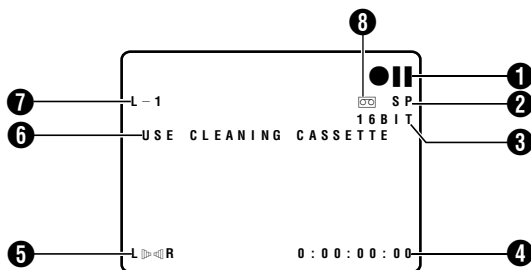 8
1
7 L-1 SP 2
16BIT 3
6 USE CLEANING CASSETTE
5 L R 0:00:00:00 4